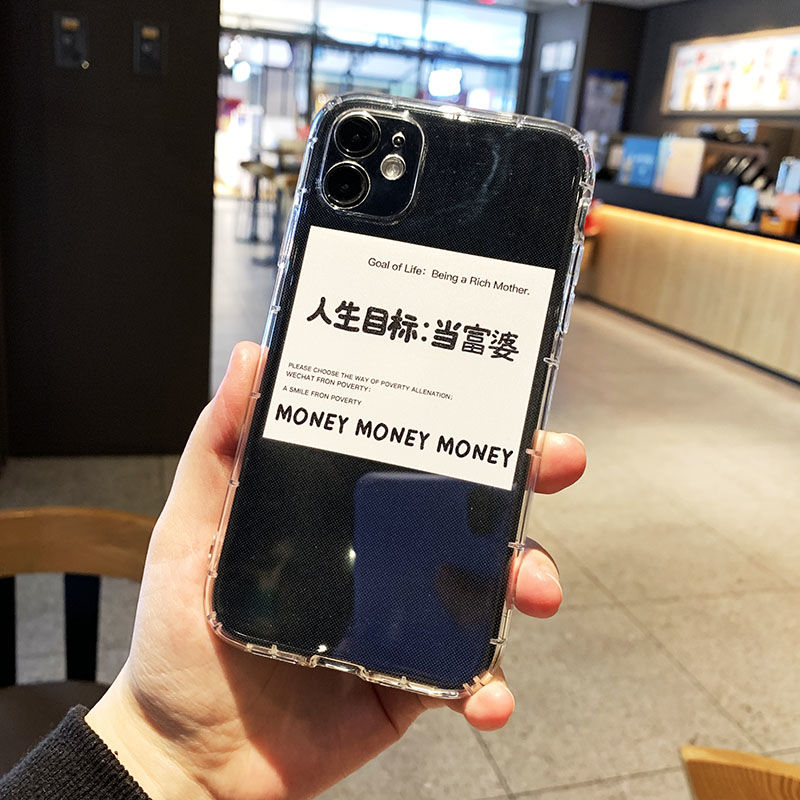 Goal of Life: Being a Rich Mother.
人生目标:当富婆
PLEASE CHOOSE THE WAY OF POVERTY ALLENATION;
WECHAT FRON POVERTY;
A SMILE FRON POVERTY
MONEY MONEY MONEY